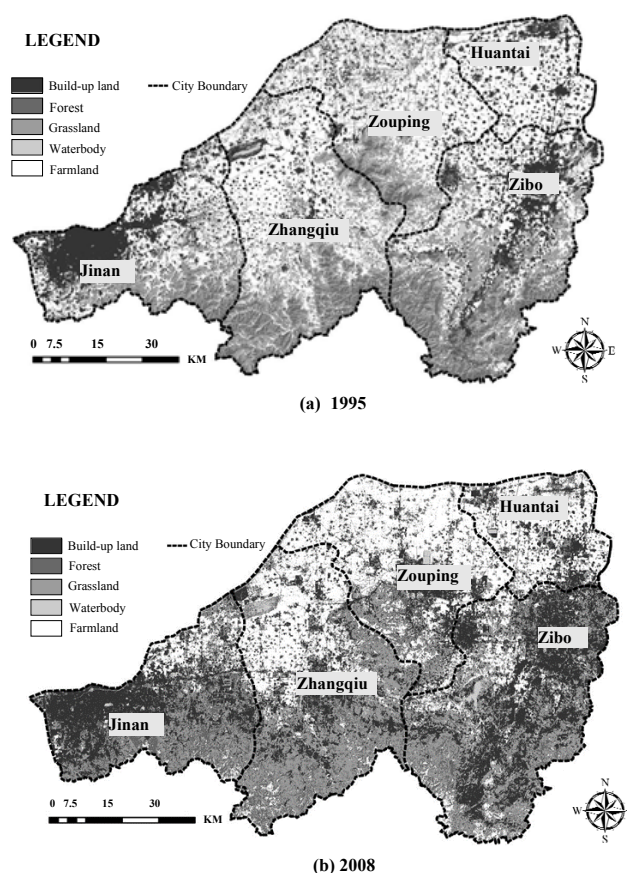 LEGEND
Build-up land
City Boundary
Forest
Grassland
Waterbody
Farmland
Huantai
Zouping
Zibo
Zhangqiu
Jinan
0 7.5 15 30
KM
N
W E
S
(a) 1995
LEGEND
Build-up land
City Boundary
Forest
Grassland
Waterbody
Farmland
Huantai
Zouping
Zibo
Zhangqiu
Jinan
0 7.5 15 30
KM
N
W E
S
(b) 2008